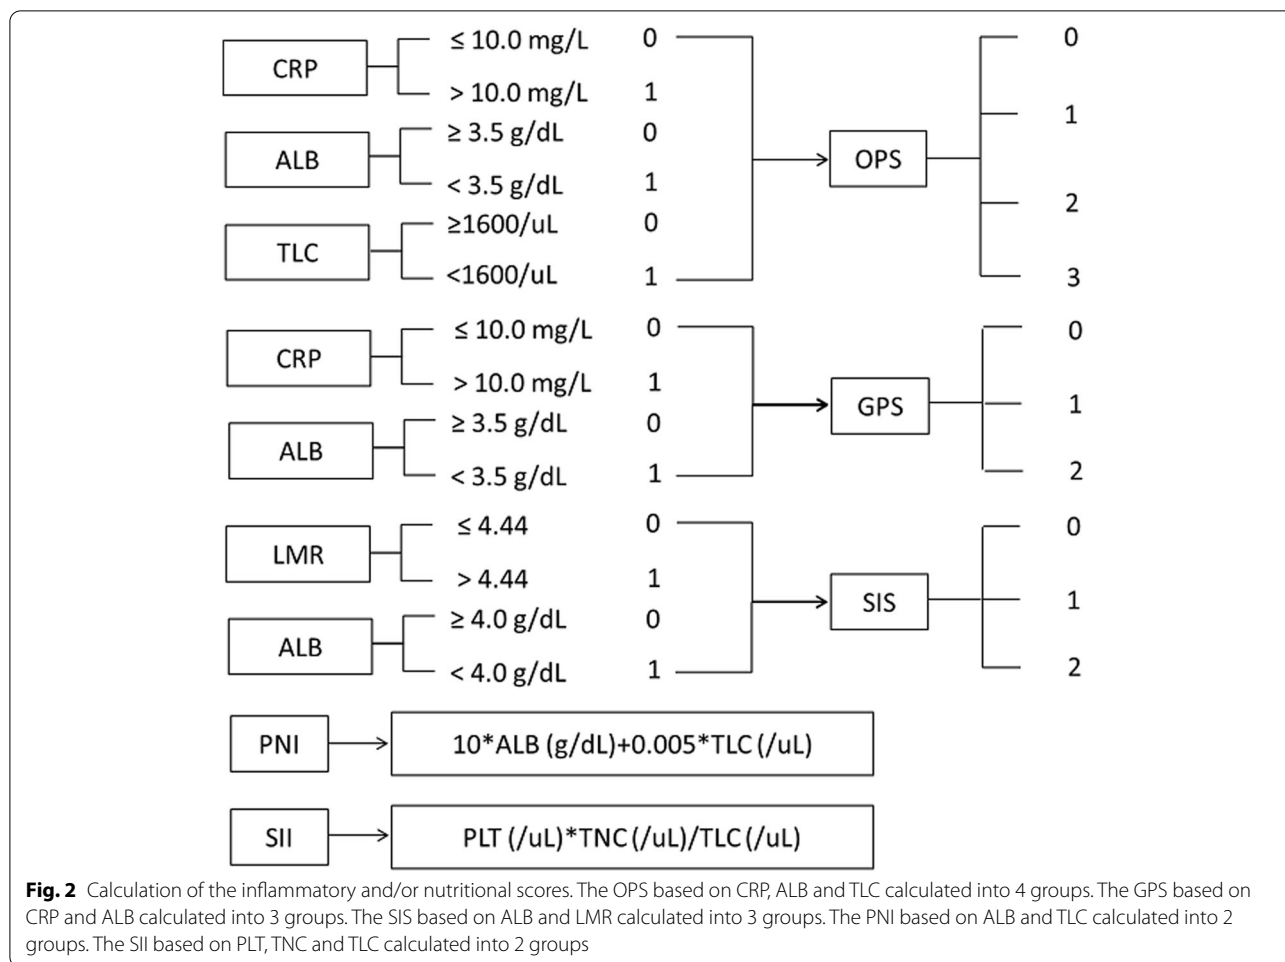 ≤ 10.0 mg/L 0 0
CRP
> 10.0 mg/L 1 1
≥ 3.5 g/dL 0
ALB OPS
< 3.5 g/dL 1 2
≥1600/uL 0
TLC
<1600/uL 1 3
≤ 10.0 mg/L 0 0
CRP
> 10.0 mg/L 1 1
GPS
≥ 3.5 g/dL 0
ALB
< 3.5 g/dL 1 2
≤ 4.44 0 0
LMR
> 4.44 1 1
SIS
≥ 4.0 g/dL 0
ALB
< 4.0 g/dL 1 2
PNI 10*ALB (g/dL)+0.005*TLC (/uL)
SII PLT (/uL)*TNC (/uL)/TLC (/uL)
Fig. 2 Calculation of the inflammatory and/or nutritional scores. The OPS based on CRP, ALB and TLC calculated into 4 groups. The GPS based on
CRP and ALB calculated into 3 groups. The SIS based on ALB and LMR calculated into 3 groups. The PNI based on ALB and TLC calculated into 2
groups. The SII based on PLT, TNC and TLC calculated into 2 groups